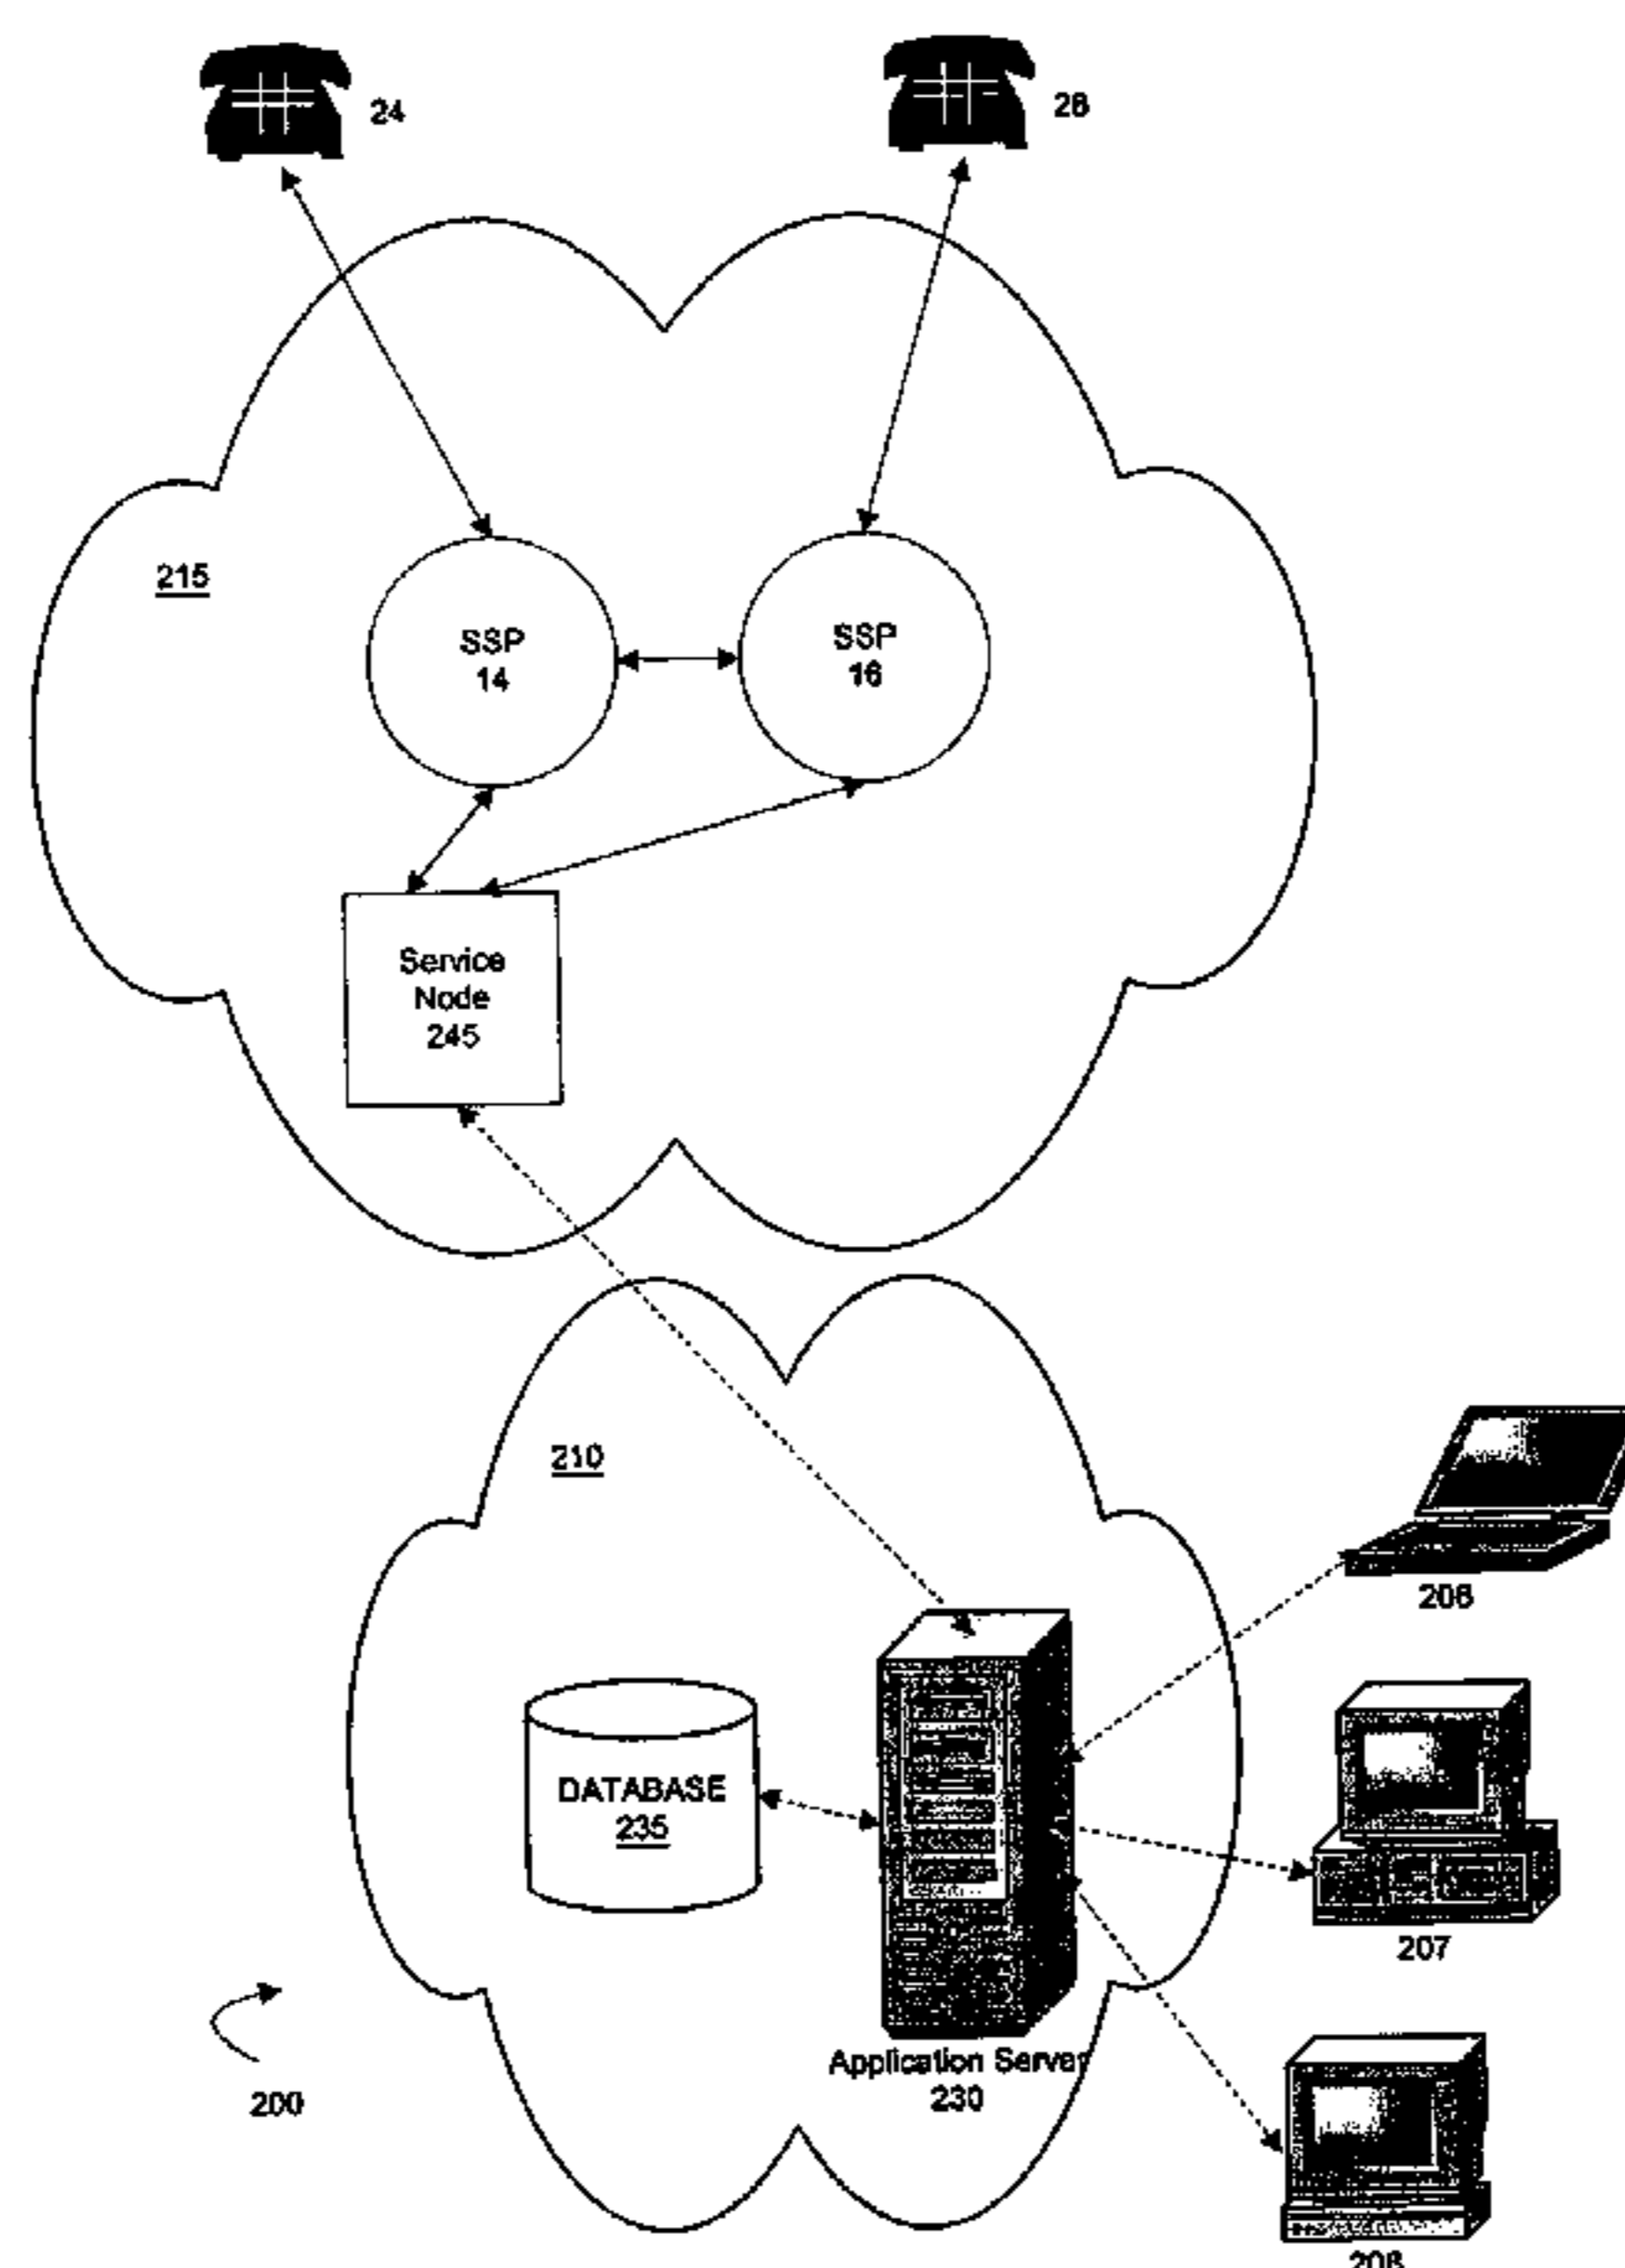 24
26
215
SSP
14
SSP
16
Service
Node
245
210
206
DATABASE
235
207
Application Server
230
200